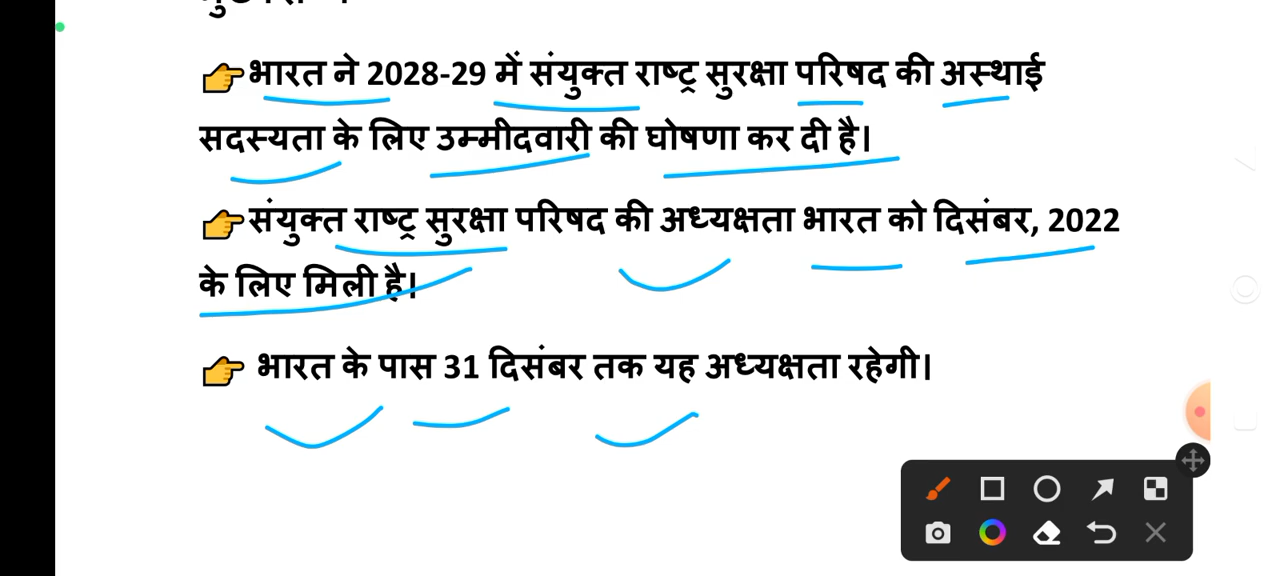 👉भारत ने 2028-29 में संयुक्त राष्ट्र सुरक्षा परिषद की अस्थाई
सदस्यता के लिए उम्मीदवारी की घोषणा कर दी है।
👉संयुक्त राष्ट्र सुरक्षा परिषद की अध्यक्षता भारत को दिसंबर, 2022
के लिए मिली है।
👉 भारत के पास 31 दिसंबर तक यह अध्यक्षता रहेगी।